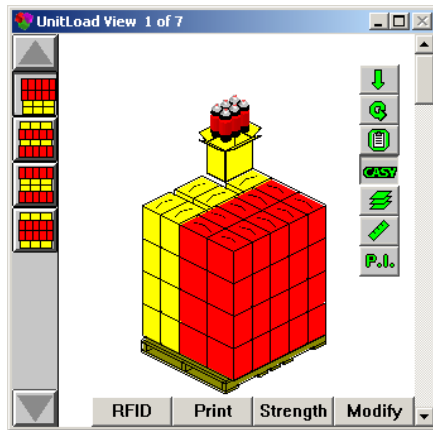 UnitLoad View 1 of 7
CASY
P.I.
RFID Print Strength Modify